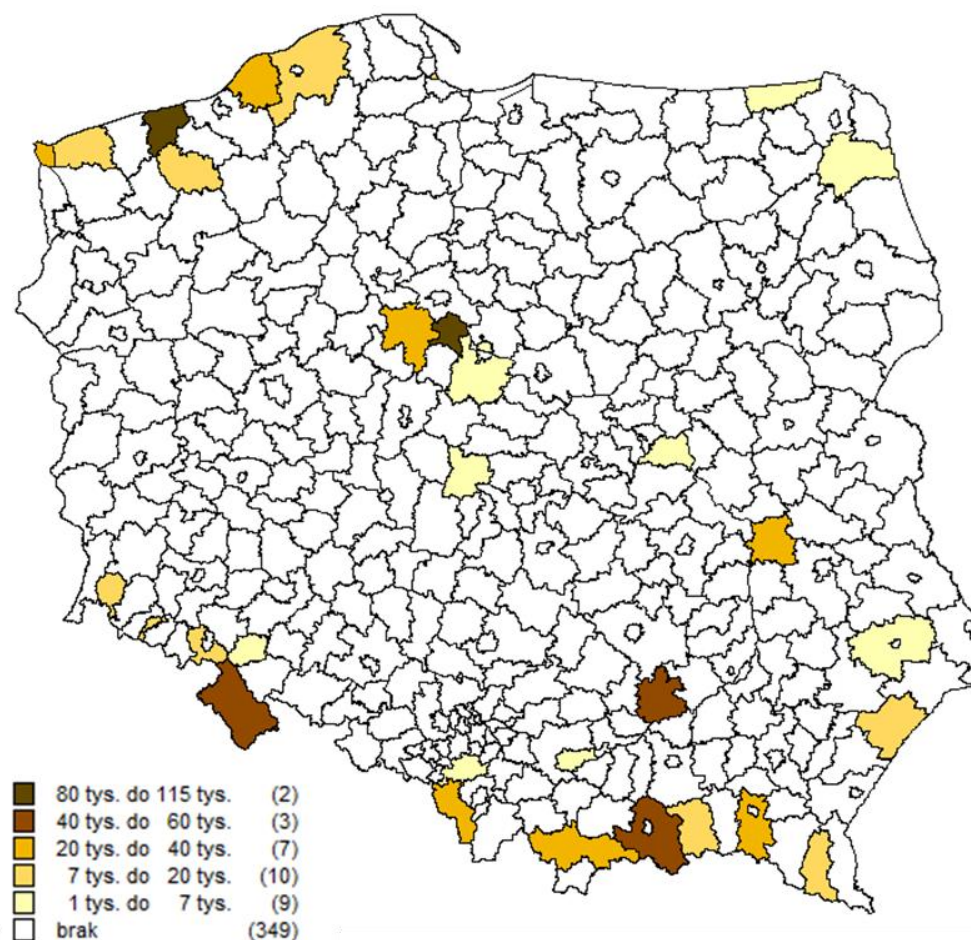 80 tys. do 115 tys. (2)
40 tys. do 60 tys. (3)
20 tys. do 40 tys. (7)
7 tys. do 20 tys. (10)
1 tys. do 7 tys. (9)
brak (349)